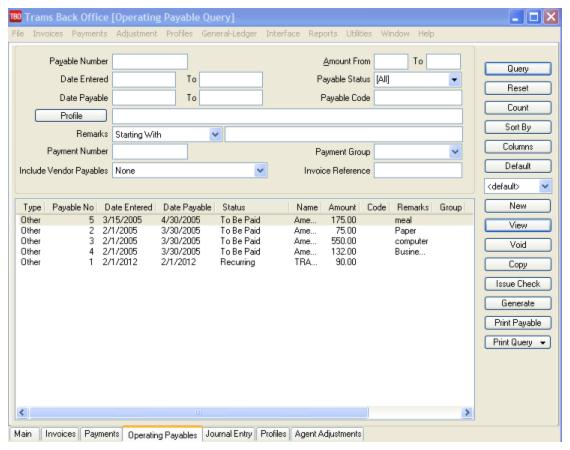 TBO Trams Back Office [Operating Payable Query]
File Invoices Payments Adjustment Profiles General-Ledger Interface Reports Utilities Window Help
Payable Number Amount From To
Date Entered To Payable Status [All]
Date Payable To Payable Code
Profile
Remarks Starting With
Payment Number Payment Group
Include Vendor Payables None Invoice Reference
Query
Reset
Count
Sort By
Columns
Default
<default>
New
View
Void
Copy
Issue Check
Generate
Print Payable
Print Query
Type Payable No Date Entered Date Payable Status Name Amount Code Remarks Group
Other 5 3/15/2005 4/30/2005 To Be Paid Ame... 175.00 meal
Other 2 2/1/2005 3/30/2005 To Be Paid Ame... 75.00 Paper
Other 3 2/1/2005 3/30/2005 To Be Paid Ame... 550.00 computer
Other 4 2/1/2005 3/30/2005 To Be Paid Ame... 132.00 Busine...
Other 1 2/1/2012 2/1/2012 Recurring TRA... 90.00
Main Invoices Payments Operating Payables Journal Entry Profiles Agent Adjustments